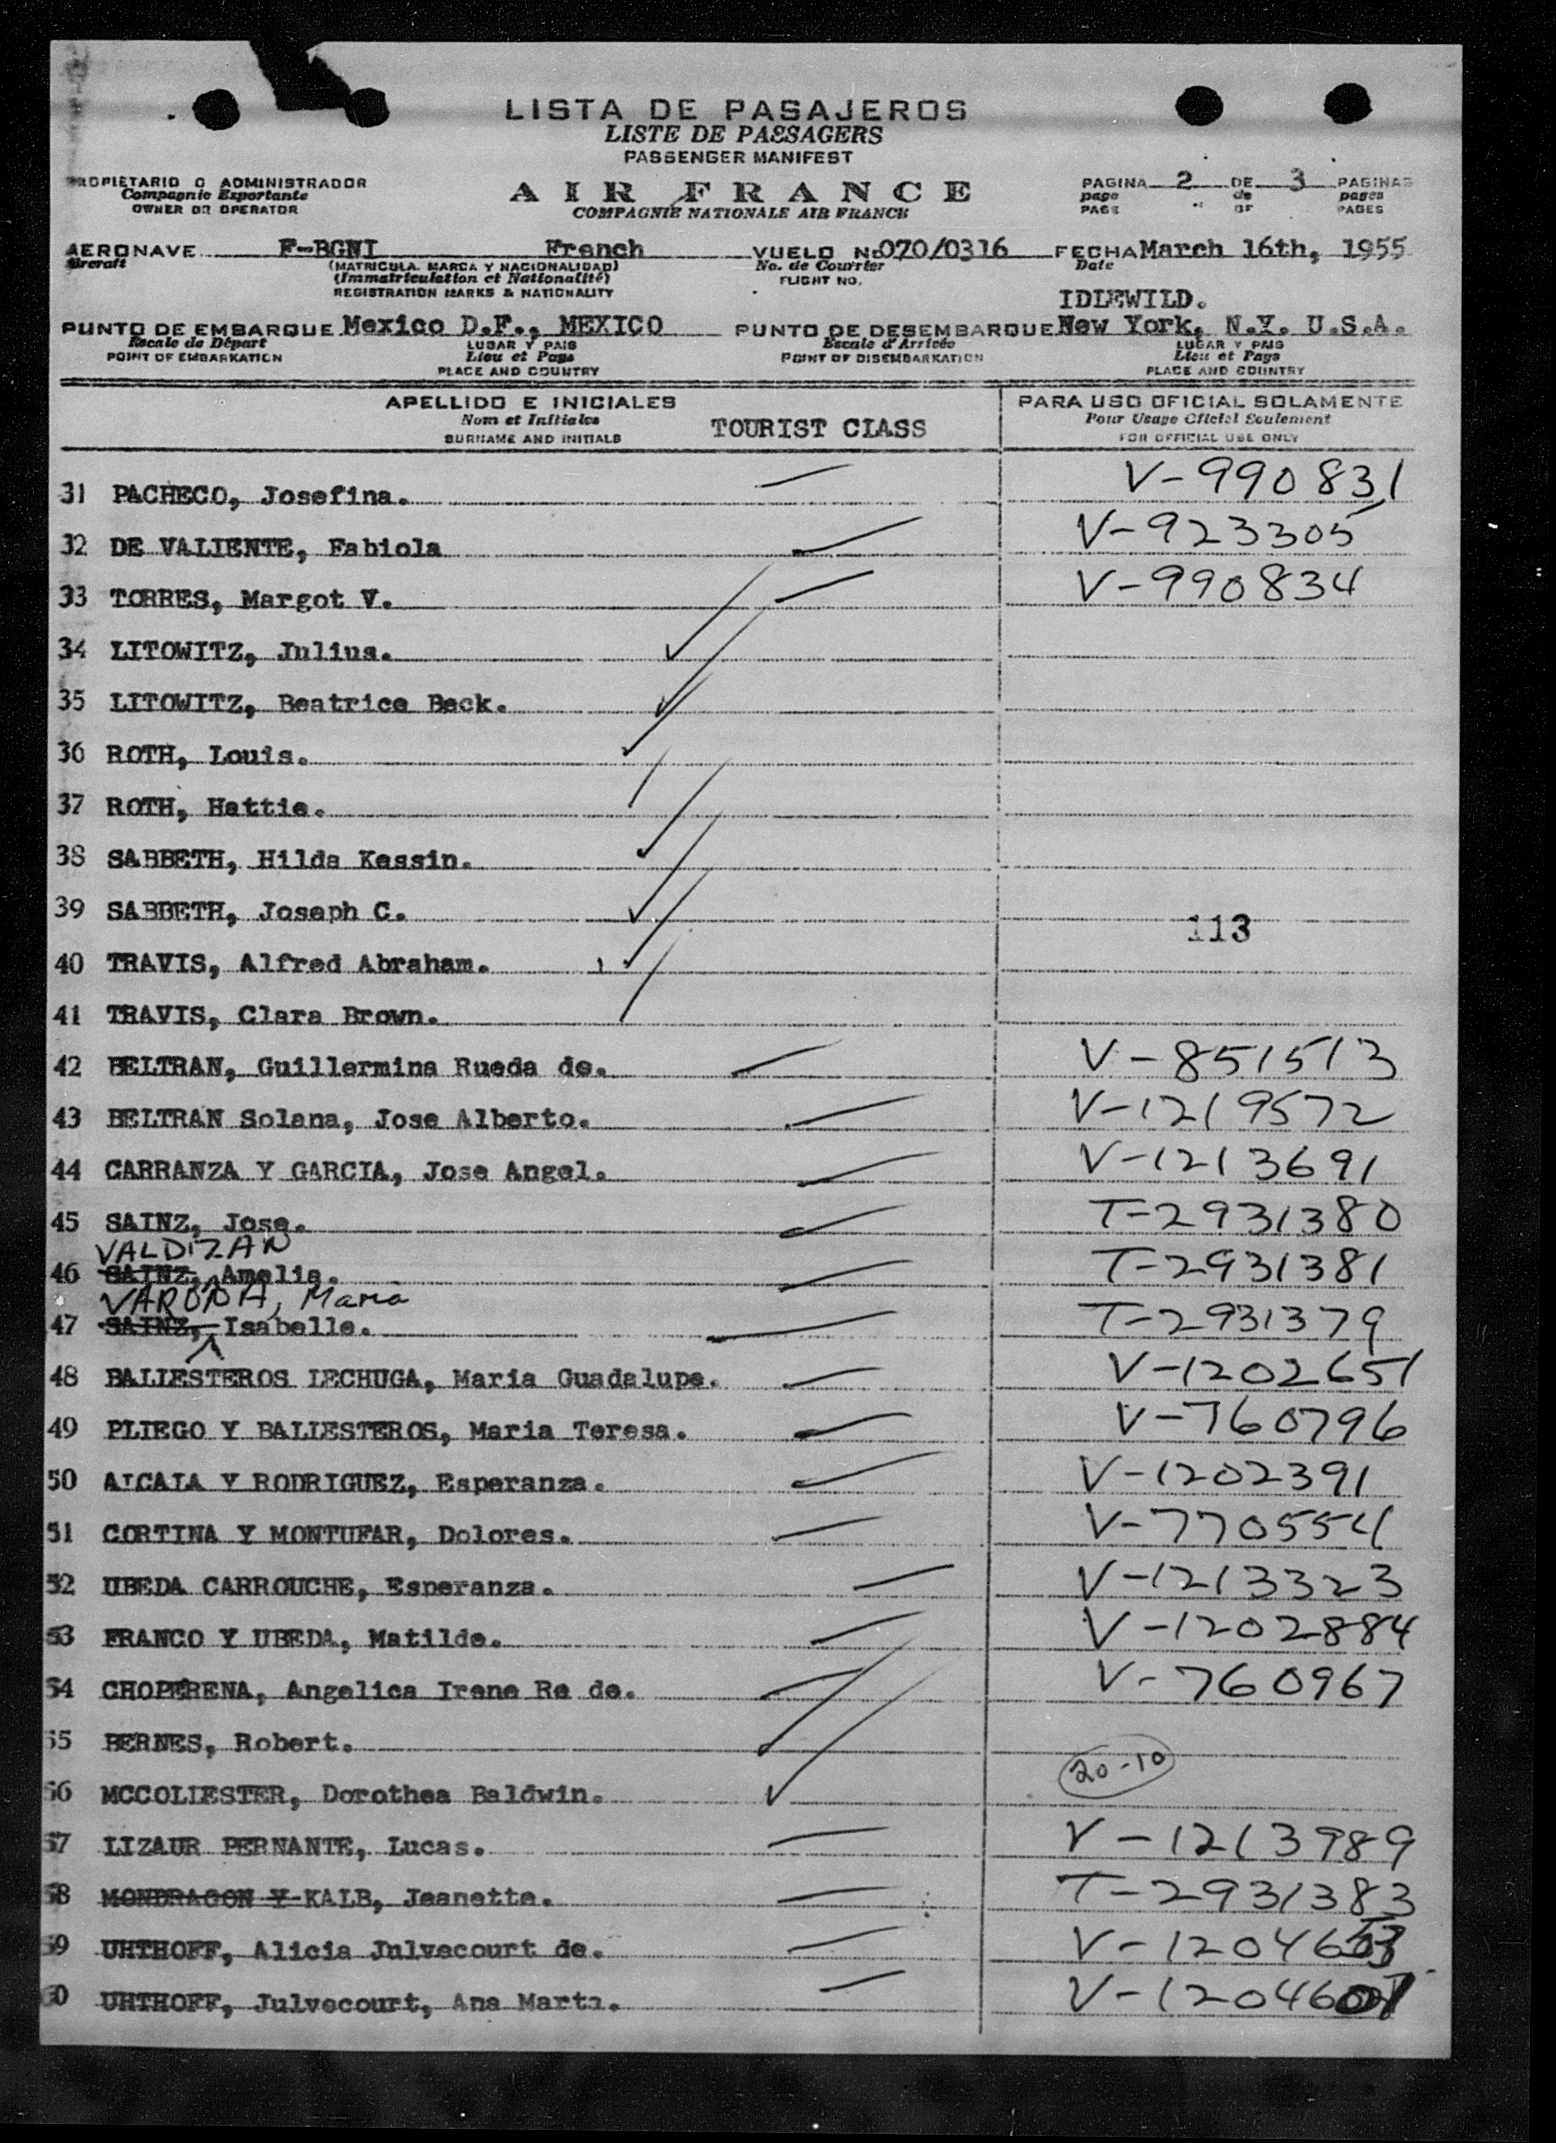 LISTA DE PASAJEROS
LISTE DE PASSAGERS
PASSENGER MANIFEST
PROPIETARIO O ADMINISTRADOR
Compagnie Exportante
OWNER OR OPERATOR
AIR FRANCE
COMPAGNIE NATIONALE AIR FRANCE
PAGINA 2 DE 3 PAGINAS
page de pages
PAGE OF PAGES
AERONAVE F-BGNI French VUELO No 070/0316 FECHA March 16th, 1955
Aircraft (MATRICULA. MARCA Y NACIONALIDAD) No. de Courrier Date
(Immatriculation et Nationalité) FLIGHT NO.
REGISTRATION MARKS & NATIONALITY
IDLEWILD.
PUNTO DE EMBARQUE Mexico D.F., MEXICO PUNTO DE DESEMBARQUE New York, N.Y. U.S.A.
Escale de Départ LUGAR Y PAIS Escale d'Arrivée LUGAR Y PAIS
POINT OF EMBARKATION Lieu et Pays POINT OF DISEMBARKATION Lieu et Pays
PLACE AND COUNTRY PLACE AND COUNTRY
APELLIDO E INICIALES PARA USO OFICIAL SOLAMENTE
Nom et Initiales TOURIST CLASS Pour Usage Oficiel Seulement
SURNAME AND INITIALS FOR OFFICIAL USE ONLY
31 PACHECO, Josefina. V-990831
32 DE VALIENTE, Fabiola V-923305
33 TORRES, Margot V. V-990834
34 LITOWITZ, Julius.
35 LITOWITZ, Beatrice Beck.
36 ROTH, Louis.
37 ROTH, Hattie.
38 SABBETH, Hilda Kassin.
39 SABBETH, Joseph C.
113
40 TRAVIS, Alfred Abraham.
41 TRAVIS, Clara Brown.
42 BELTRAN, Guillermina Rueda de. V-851513
43 BELTRAN Solana, Jose Alberto. V-1219572
44 CARRANZA Y GARCIA, Jose Angel. V-1213691
45 SAINZ, Jose. T-2931380
VALDIZAN
46 SAINZ, Amelia. T-2931381
VARONA, Maria
47 SAINZ, Isabelle. T-2931379
48 BALLESTEROS LECHUGA, Maria Guadalupe. V-1202651
49 PLIEGO Y BALLESTEROS, Maria Teresa. V-760796
50 ALCALA Y RODRIGUEZ, Esperanza. V-1202391
51 CORTINA Y MONTUFAR, Dolores. V-770554
52 UBEDA CARROUCHE, Esperanza. V-1213323
53 FRANCO Y UBEDA, Matilde. V-1202884
54 CHOPERENA, Angelica Irene Re de. V-760967
55 BERNES, Robert.
20-10
56 MCCOLLESTER, Dorothea Baldwin.
57 LIZAUR PERNANTE, Lucas. V-1213989
58 MONDRAGON Y KALB, Jeanette. T-2931383
59 UHTHOFF, Alicia Julvecourt de.
60 UHTHOFF, Julvecourt, Ana Marta.